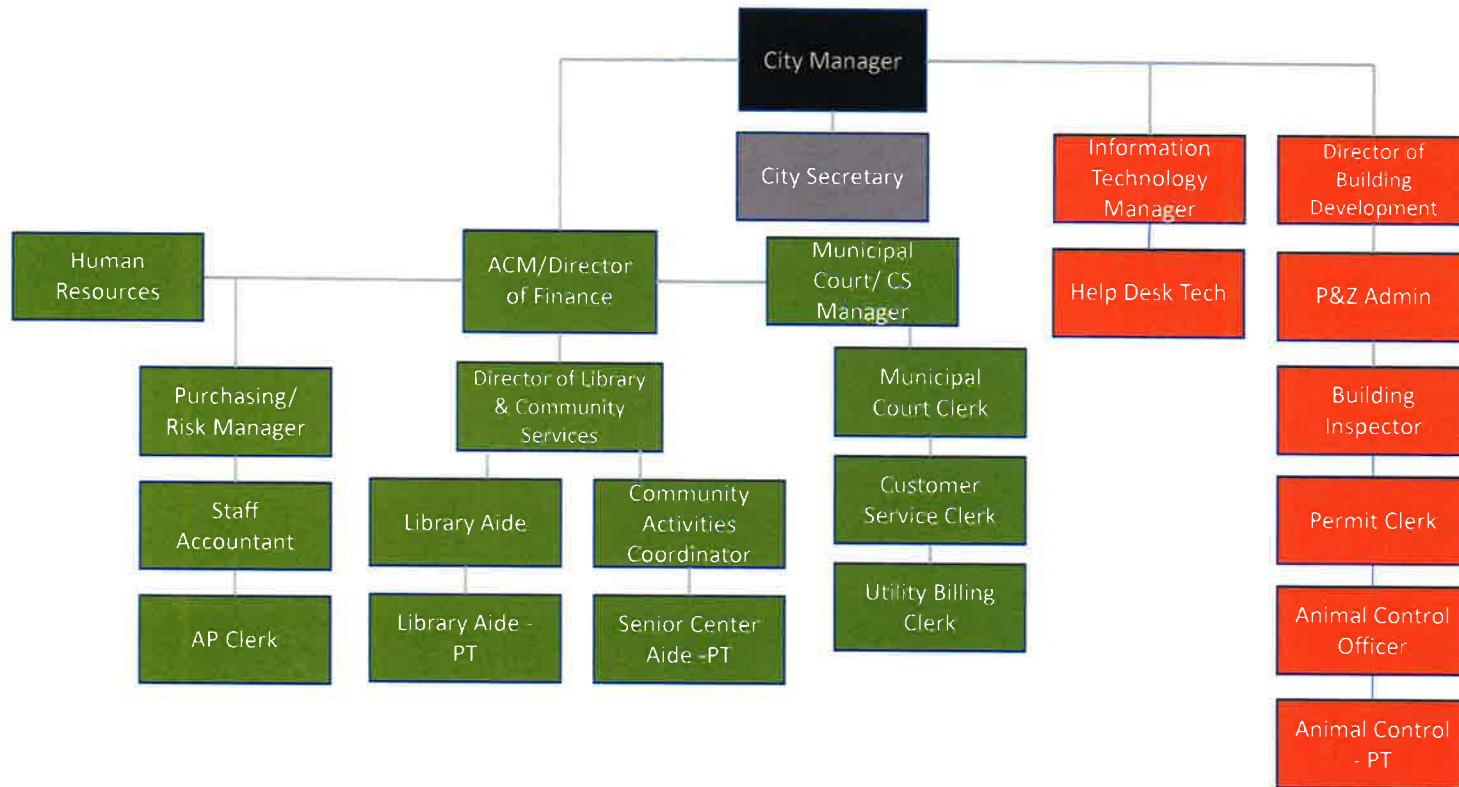 City Manager
City Secretary
Information
Technology
Manager
Director of
Building
Development
Human
Resources
ACM/Director
of Finance
Municipal
Court/ CS
Manager
Help Desk Tech
P&Z Admin
Purchasing/
Risk Manager
Director of Library
& Community
Services
Municipal
Court Clerk
Building
Inspector
Staff
Accountant
Library Aide
Community
Activities
Coordinator
Customer
Service Clerk
Permit Clerk
AP Clerk
Library Aide -
PT
Senior Center
Aide -PT
Utility Billing
Clerk
Animal Control
Officer
Animal Control
- PT